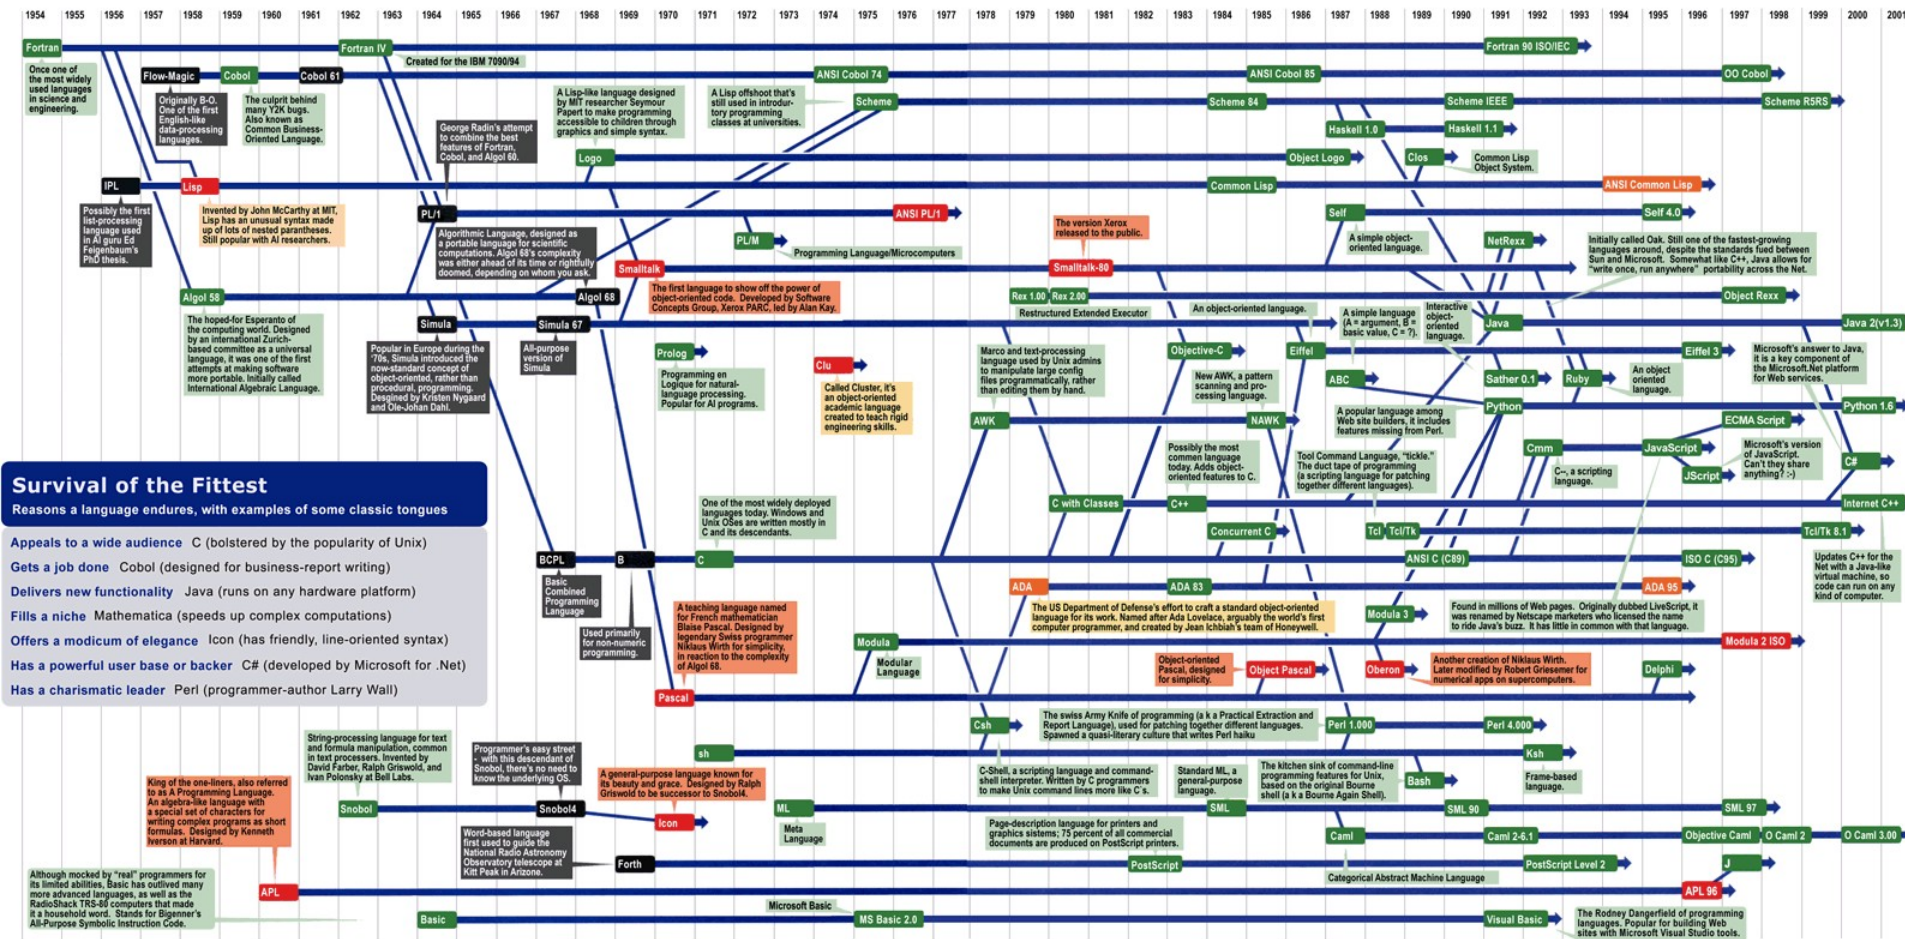 1954 1955 1956 1957 1958 1959 1960 1961 1962 1963 1964 1965 1966 1967 1968 1969 1970 1971 1972 1973 1974 1975 1976 1977 1978 1979 1980 1981 1982 1983 1984 1985 1986 1987 1988 1989 1990 1991 1992 1993 1994 1995 1996 1997 1998 1999 2000 2001
Fortran
Fortran IV
Fortran 90 ISO/IEC
Once one of
the most widely
used languages
in science and
engineering.
Created for the IBM 7090/94
Flow-Magic
Cobol
Cobol 61
ANSI Cobol 74
ANSI Cobol 85
OO Cobol
Originally B-O.
One of the first
English-like
data-processing
languages.
The culprit behind
many Y2K bugs.
Also known as
Common Business-
Oriented Language.
A Lisp-like language designed
by MIT researcher Seymour
Papert to make programming
accessible to children through
graphics and simple syntax.
A Lisp offshoot that's
still used in introdur-
tory programming
classes at universities.
Scheme
Scheme 84
Scheme IEEE
Scheme R5RS
Haskell 1.0
Haskell 1.1
George Radin's attempt
to combine the best
features of Fortran,
Cobol, and Algol 60.
Logo
Object Logo
Clos
Common Lisp
Object System.
IPL
Lisp
Common Lisp
ANSI Common Lisp
Possibly the first
list-processing
language used
in AI guru Ed
Feigenbaum's
PhD thesis.
Invented by John McCarthy at MIT,
Lisp has an unusual syntax made
up of lots of nested parantheses.
Still popular with AI researchers.
PL/1
ANSI PL/1
Self
Self 4.0
Algorithmic Language, designed as
a portable language for scientific
computations. Algol 68's complexity
was either ahead of its time or rightfully
doomed, depending on whom you ask.
PL/M
Programming Language/Microcomputers
The version Xerox
released to the public.
A simple object-
oriented language.
NetRexx
Initially called Oak. Still one of the fastest-growing
languages around, despite the standards fued between
Sun and Microsoft. Somewhat like C++, Java allows for
"write once, run anywhere" portability across the Net.
Smalltalk
Smalltalk-80
The first language to show off the power of
object-oriented code. Developed by Software
Concepts Group, Xerox PARC, led by Alan Kay.
Algol 58
Algol 68
Rex 1.00
Rex 2.00
Object Rexx
Restructured Extended Executor
The hoped-for Esperanto of
the computing world. Designed
by an international Zurich-
based committee as a universal
language, it was one of the first
attempts at making software
more portable. Initially called
International Algebraic Language.
Simula
Simula 67
Java
Java 2(v1.3)
Popular in Europe during the
'70s, Simula introduced the
now-standard concept of
object-oriented, rather than
procedural, programming.
Desgined by Kristen Nygaard
and Ole-Johan Dahl.
All-purpose
version of
Simula
An object-oriented language.
A simple language
(A = argument, B =
basic value, C = ?).
Interactive
object-
oriented
language.
Prolog
Programming en
Logique for natural-
language processing.
Popular for AI programs.
Clu
Called Cluster, it's
an object-oriented
academic language
created to teach rigid
engineering skills.
Marco and text-processing
language used by Unix admins
to manipulate large config
files programmatically, rather
than editing them by hand.
Objective-C
Eiffel
Eiffel 3
New AWK, a pattern
scanning and pro-
cessing language.
ABC
Sather 0.1
Ruby
An object
oriented
language.
Microsoft's answer to Java,
it is a key component of
the Microsoft.Net platform
for Web services.
Python
Python 1.6
A popular language among
Web site builders, it includes
features missing from Perl.
AWK
NAWK
ECMA Script
Cmm
JavaScript
JScript
C--, a scripting
language.
Microsoft's version
of JavaScript.
Can't they share
anything? :-)
C#
Possibly the most
commen language
today. Adds object-
oriented features to C.
Tool Command Language, "tickle."
The duct tape of programming
(a scripting language for patching
together different languages).
Survival of the Fittest
Reasons a language endures, with examples of some classic tongues
Appeals to a wide audience C (bolstered by the popularity of Unix)
Gets a job done Cobol (designed for business-report writing)
Delivers new functionality Java (runs on any hardware platform)
Fills a niche Mathematica (speeds up complex computations)
Offers a modicum of elegance Icon (has friendly, line-oriented syntax)
Has a powerful user base or backer C# (developed by Microsoft for .Net)
Has a charismatic leader Perl (programmer-author Larry Wall)
One of the most widely deployed
languages today. Windows and
Unix OSes are written mostly in
C and its descendants.
C with Classes
C++
Internet C++
Concurrent C
Tcl
Tcl/Tk
Tcl/Tk 8.1
BCPL
B
C
ANSI C (C89)
ISO C (C95)
Updates C++ for the
Net with a Java-like
virtual machine, so
code can run on any
kind of computer.
Basic
Combined
Programming
Language
Used primarily
for non-numeric
programming.
ADA
ADA 83
ADA 95
The US Department of Defense's effort to craft a standard object-oriented
language for its work. Named after Ada Lovelace, arguably the world's first
computer programmer, and created by Jean Ichbiah's team of Honeywell.
Modula 3
Found in millions of Web pages. Originally dubbed LiveScript, it
was renamed by Netscape marketers who licensed the name
to ride Java's buzz. It has little in common with that language.
A teaching language named
for French mathematician
Blaise Pascal. Designed by
legendary Swiss programmer
Niklaus Wirth for simplicity,
in reaction to the complexity
of Algol 68.
Modula
Modula 2 ISO
Modular
Language
Object-oriented
Pascal, designed
for simplicity.
Object Pascal
Oberon
Another creation of Niklaus Wirth.
Later modified by Robert Griesemer for
numerical apps on supercomputers.
Delphi
Pascal
Csh
The swiss Army Knife of programming (a k a Practical Extraction and
Report Language), used for patching together different languages.
Spawned a quasi-literary culture that writes Perl haiku
Perl 1.000
Perl 4.000
String-processing language for text
and formula manipulation, common
in text processors. Invented by
David Farber, Ralph Griswold, and
Ivan Polonsky at Bell Labs.
Programmer's easy street
- with this descendant of
Snobol, there's no need to
know the underlying OS.
sh
Ksh
King of the one-liners, also referred
to as A Programming Language.
An algebra-like language with
a special set of characters for
writing complex programs as short
formulas. Designed by Kenneth
Iverson at Harvard.
A general-purpose language known for
its beauty and grace. Designed by Ralph
Griswold to be successor to Snobol4.
C-Shell, a scripting language and command-
shell interpreter. Written by C programmers
to make Unix command lines more like C`s.
Standard ML, a
general-purpose
language.
The kitchen sink of command-line
programming features for Unix,
based on the original Bourne
shell (a k a Bourne Again Shell).
Bash
Frame-based
language.
Snobol
Snobol4
Icon
ML
SML
SML 90
SML 97
Meta
Language
Word-based language
first used to guide the
National Radio Astronomy
Observatory telescope at
Kitt Peak in Arizone.
Page-description language for printers and
graphics sistems; 75 percent of all commercial
documents are produced on PostScript printers.
Caml
Caml 2-6.1
Objective Caml
O Caml 2
O Caml 3.00
Forth
PostScript
PostScript Level 2
J
Categorical Abstract Machine Language
Although mocked by "real" programmers for
its limited abilities, Basic has outlived many
more advanced languages, as well as the
RadioShack TRS-80 computers that made
it a household word. Stands for Bigenner's
All-Purpose Symbolic Instruction Code.
APL
APL 96
Microsoft Basic
Basic
MS Basic 2.0
Visual Basic
The Rodney Dangerfield of programming
languages. Popular for building Web
sites with Microsoft Visual Studio tools.